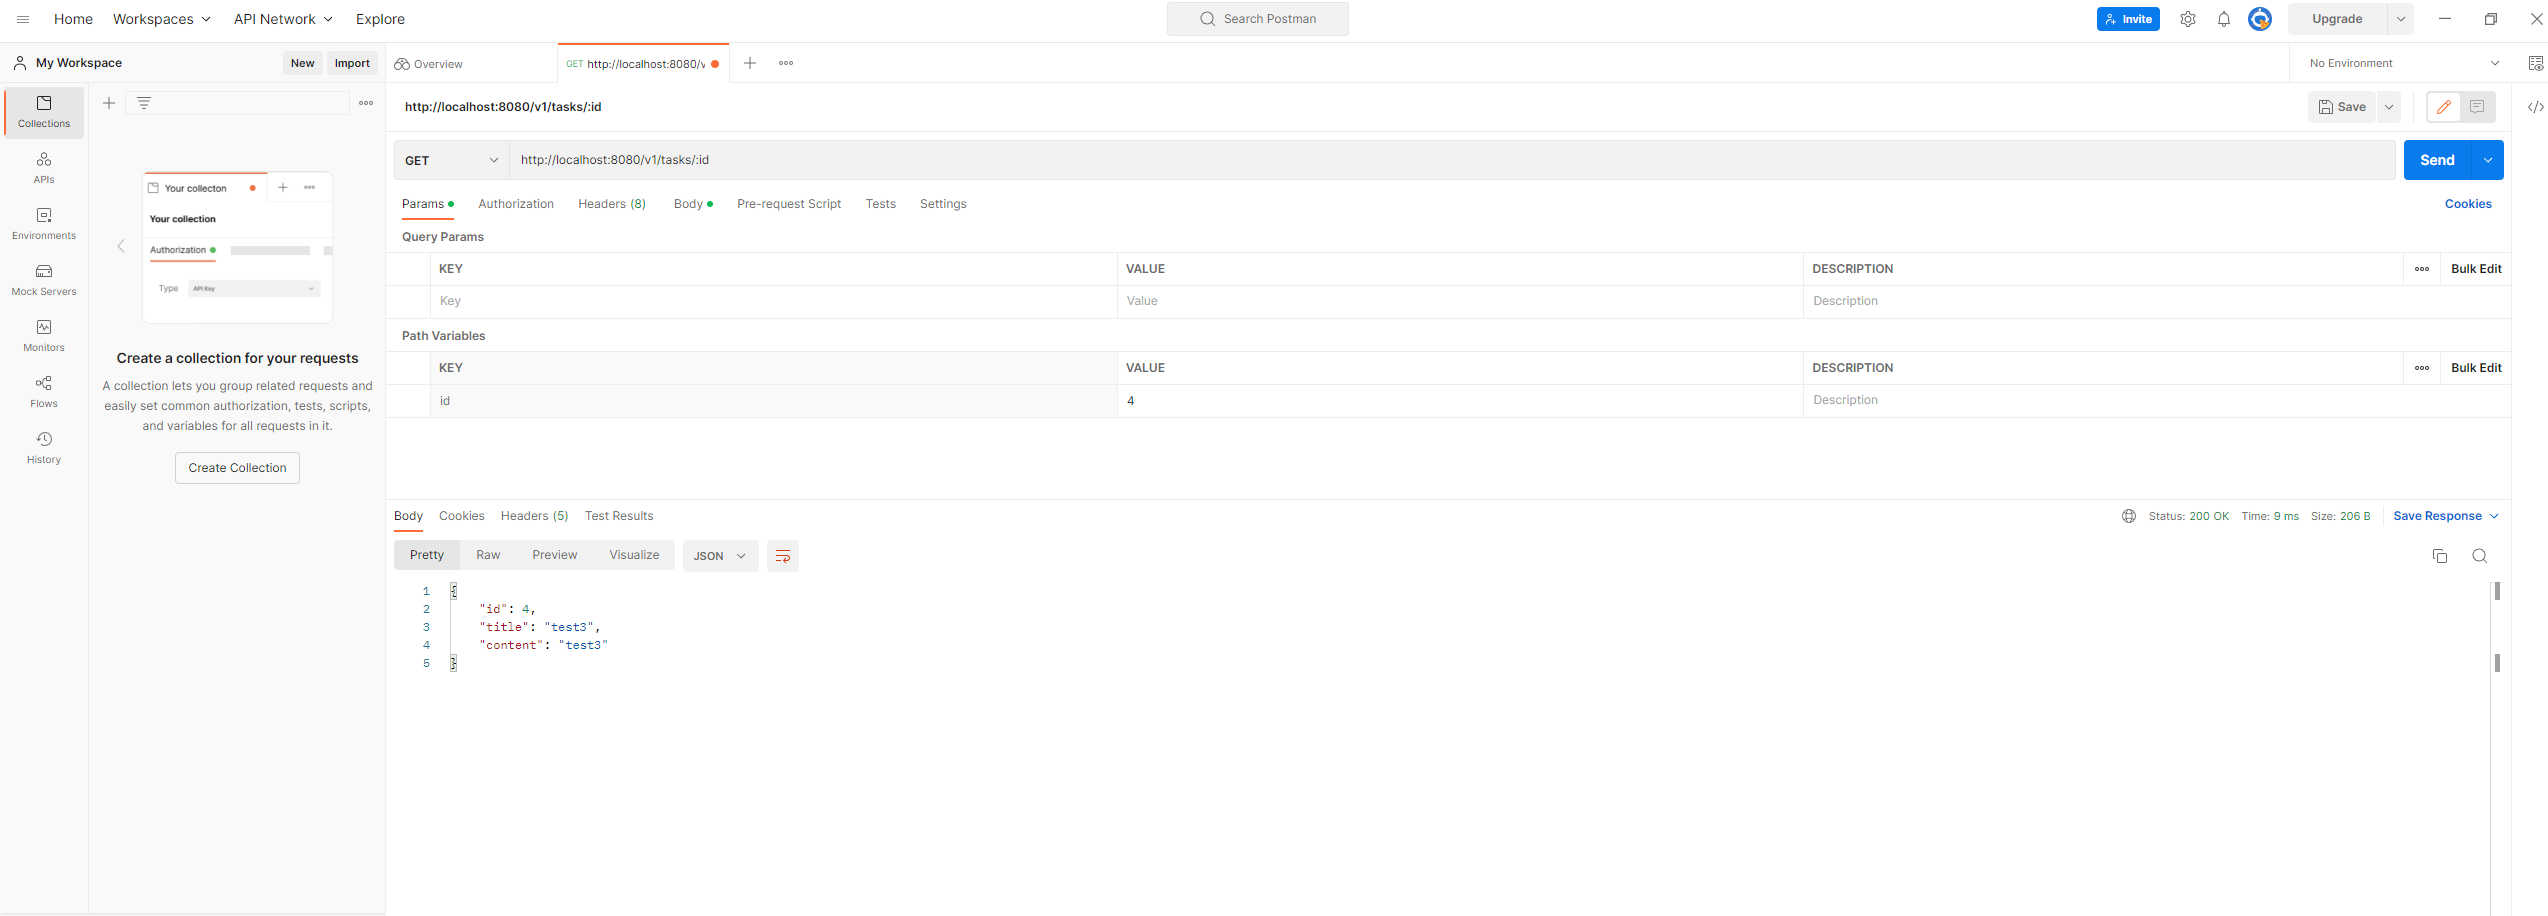 Home Workspaces API Network Explore Search Postman Invite Upgrade
My Workspace New Import Overview GET http://localhost:8080/v No Environment
http://localhost:8080/v1/tasks/:id Save
Collections
APIs
Environments
Mock Servers
Monitors
Flows
History
Your collecton
Your collection
Authorization
Type API Key
Create a collection for your requests
A collection lets you group related requests and
easily set common authorization, tests, scripts,
and variables for all requests in it.
Create Collection
GET http://localhost:8080/v1/tasks/:id Send
Params Authorization Headers (8) Body Pre-request Script Tests Settings Cookies
Query Params
KEY VALUE DESCRIPTION Bulk Edit
Key Value Description
Path Variables
KEY VALUE DESCRIPTION Bulk Edit
id 4 Description
Body Cookies Headers (5) Test Results Status: 200 OK Time: 9 ms Size: 206 B Save Response
Pretty Raw Preview Visualize JSON
1 {
2 "id": 4,
3 "title": "test3",
4 "content": "test3"
5 }